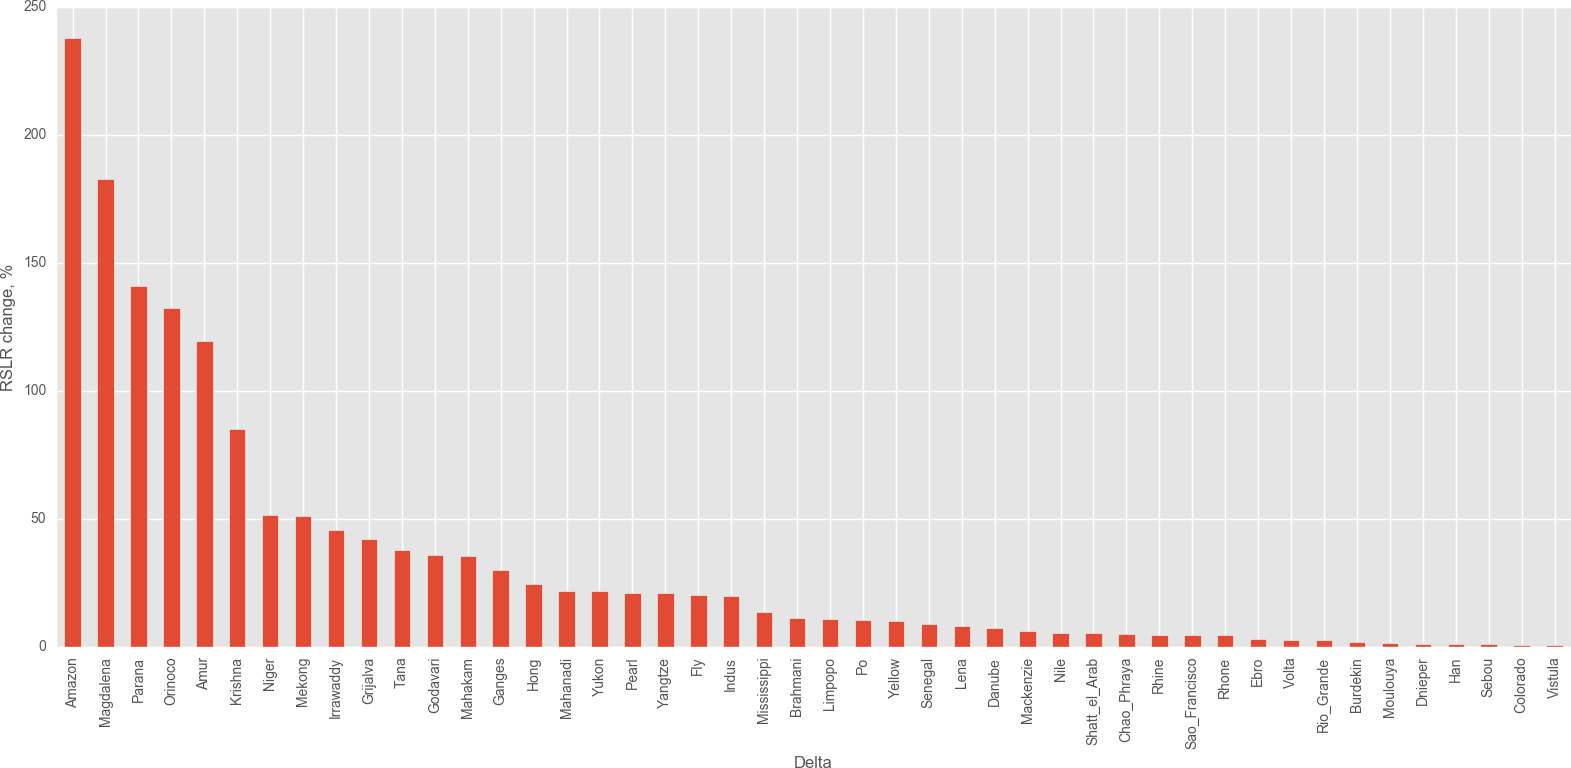 250
200
150
100
50
0
RSLR change, %
Amazon
Magdalena
Parana
Orinoco
Amur
Krishna
Niger
Mekong
Irrawaddy
Grijalva
Tana
Godavari
Mahakam
Ganges
Hong
Mahanadi
Yukon
Pearl
Yangtze
Fly
Indus
Mississippi
Brahmani
Limpopo
Po
Yellow
Senegal
Lena
Danube
Mackenzie
Nile
Shatt_el_Arab
Chao_Phraya
Rhine
Sao_Francisco
Rhone
Ebro
Volta
Rio_Grande
Burdekin
Moulouya
Dnieper
Han
Sebou
Colorado
Vistula
Delta